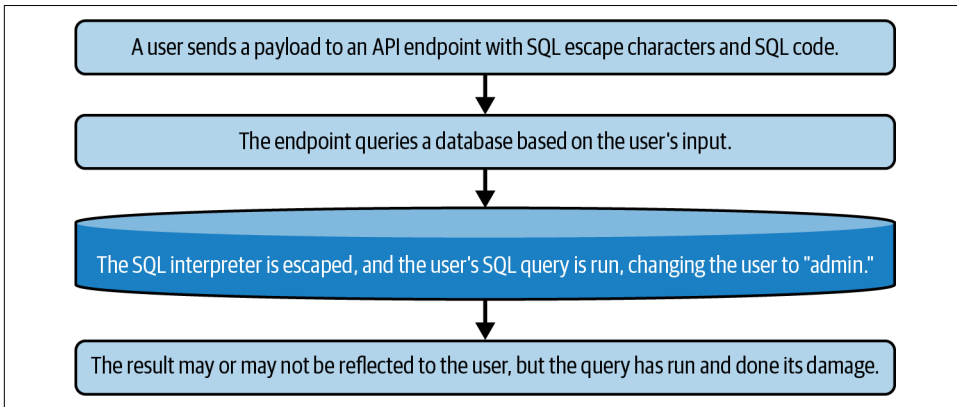 A user sends a payload to an API endpoint with SQL escape characters and SQL code.
The endpoint queries a database based on the user's input.
The SQL interpreter is escaped, and the user's SQL query is run, changing the user to "admin."
The result may or may not be reflected to the user, but the query has run and done its damage.